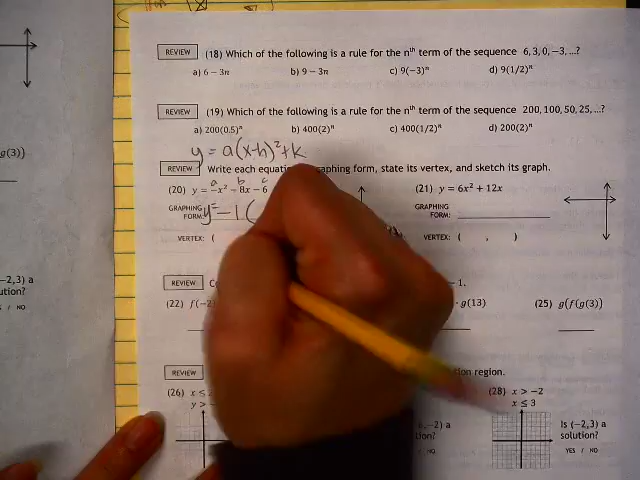 REVIEW (18) Which of the following is a rule for the nth term of the sequence 6, 3, 0, −3, ...?
a) 6 − 3n b) 9 − 3n c) 9(−3)ⁿ d) 9(1/2)ⁿ
REVIEW (19) Which of the following is a rule for the nth term of the sequence 200, 100, 50, 25, ...?
a) 200(0.5)ⁿ b) 400(2)ⁿ c) 400(1/2)ⁿ d) 200(2)ⁿ
g(3))
y = a(x-h)²+k
REVIEW Write each graphing form, state its vertex, and sketch its graph.
a b c
(20) y = −x² − 8x − 6 (21) y = 6x² + 12x
GRAPHING FORM: y = −1( GRAPHING FORM:
VERTEX: ( VERTEX: ( , )
REVIEW −1.
−2,3) a
ution?
/ NO
(22) f(−2) · g(13) (25) g(f(g(3))
REVIEW region.
(26) x ≤ (28) x > −2
y > x ≤ 3
−2) a Is (−2,3) a
solution?
YES / NO